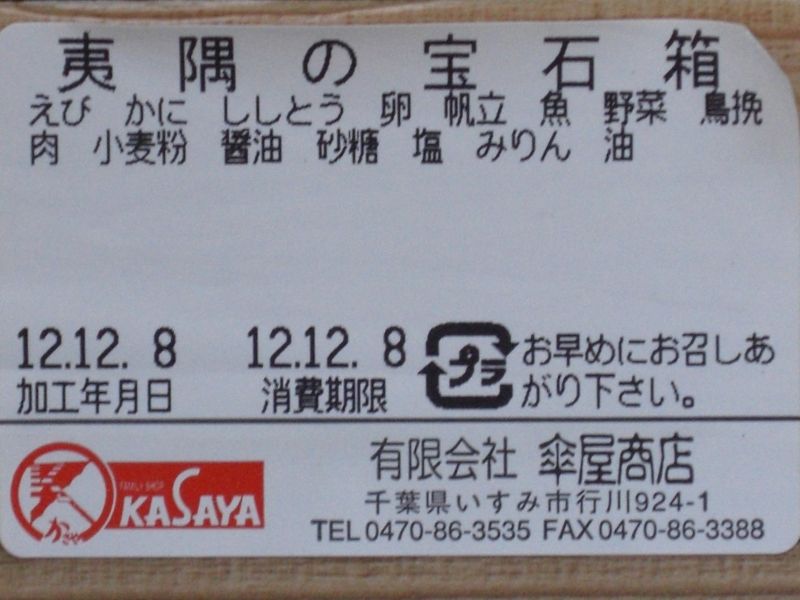 夷隅の宝石箱
えび かに ししとう 卵 帆立 魚 野菜 鳥挽
肉 小麦粉 醤油 砂糖 塩 みりん 油
12.12. 8 12.12. 8
加工年月日 消費期限
プラ
お早めにお召しあ
がり下さい。
かさや
FAMILY SHOP
KASAYA
有限会社 傘屋商店
千葉県いすみ市行川924-1
TEL 0470-86-3535 FAX 0470-86-3388